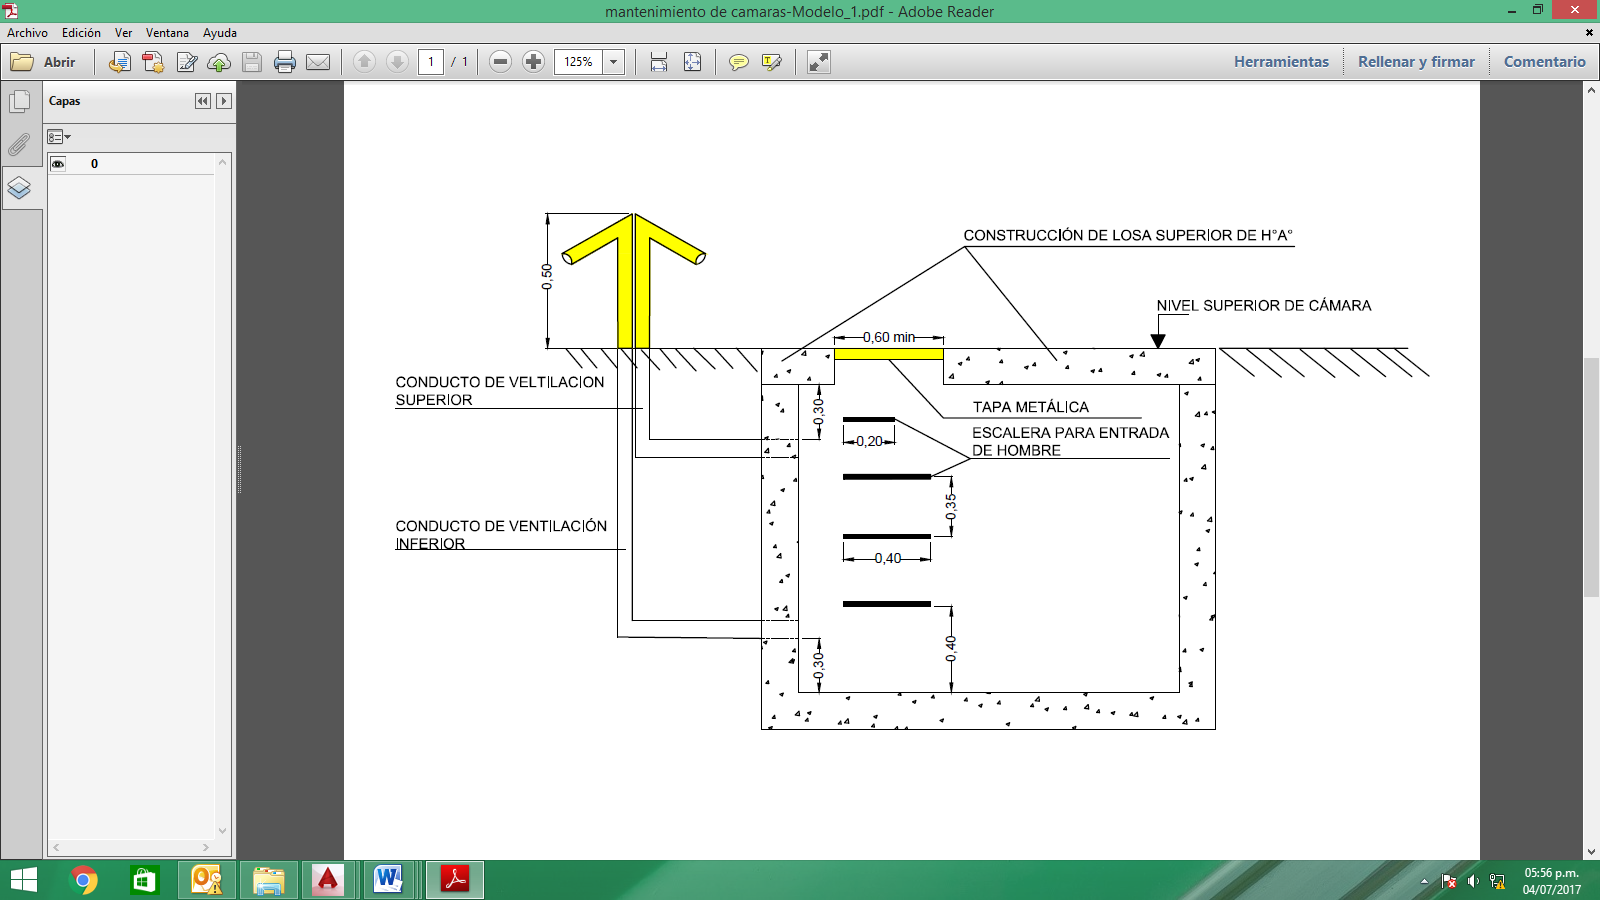 mantenimiento de camaras-Modelo_1.pdf - Adobe Reader
Archivo Edición Ver Ventana Ayuda
Abrir
1 / 1
125%
Herramientas Rellenar y firmar Comentario
Capas
0
CONSTRUCCIÓN DE LOSA SUPERIOR DE H°A°
0,50
NIVEL SUPERIOR DE CÁMARA
0,60 min
CONDUCTO DE VELTILACION
SUPERIOR
0,30
TAPA METÁLICA
0,20
ESCALERA PARA ENTRADA
DE HOMBRE
0,35
CONDUCTO DE VENTILACIÓN
INFERIOR
0,40
0,30
0,40
05:56 p.m.
04/07/2017